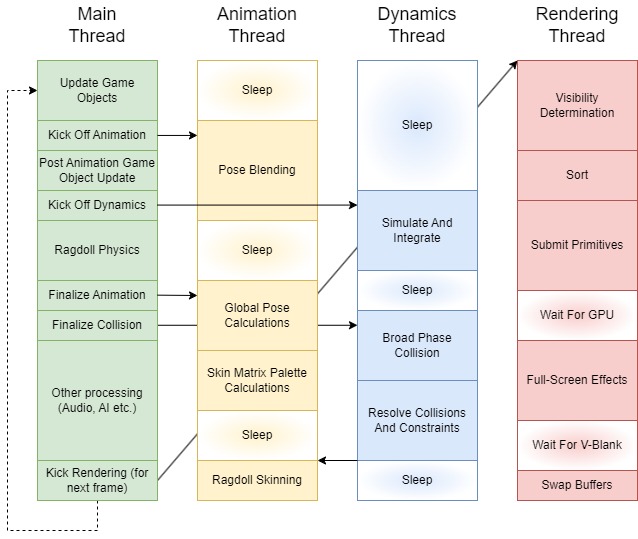 Main
Thread
Animation
Thread
Dynamics
Thread
Rendering
Thread
Update Game
Objects
Kick Off Animation
Post Animation Game
Object Update
Kick Off Dynamics
Ragdoll Physics
Finalize Animation
Finalize Collision
Other processing
(Audio, AI etc.)
Kick Rendering (for
next frame)
Sleep
Pose Blending
Sleep
Global Pose
Calculations
Skin Matrix Palette
Calculations
Sleep
Ragdoll Skinning
Sleep
Simulate And
Integrate
Sleep
Broad Phase
Collision
Resolve Collisions
And Constraints
Sleep
Visibility
Determination
Sort
Submit Primitives
Wait For GPU
Full-Screen Effects
Wait For V-Blank
Swap Buffers